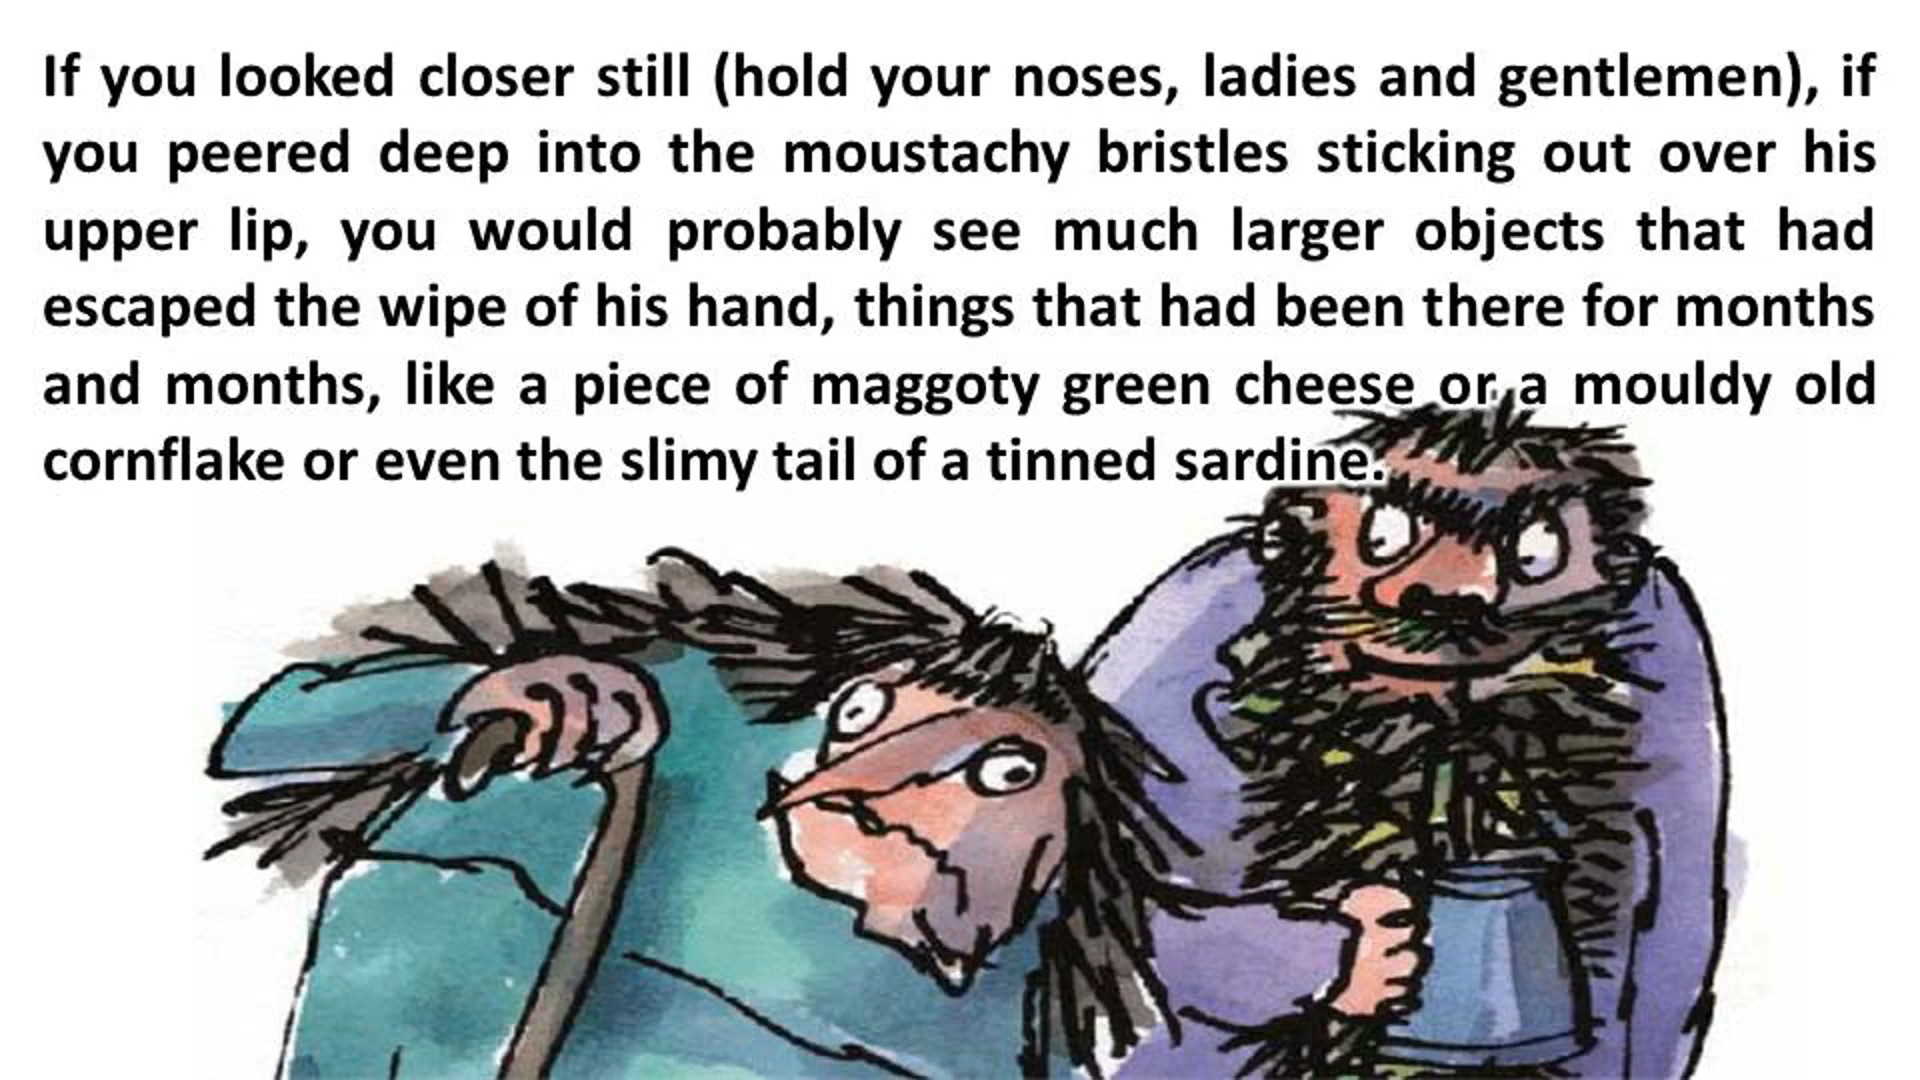 If you looked closer still (hold your noses, ladies and gentlemen), if
you peered deep into the moustachy bristles sticking out over his
upper lip, you would probably see much larger objects that had
escaped the wipe of his hand, things that had been there for months
and months, like a piece of maggoty green cheese or a mouldy old
cornflake or even the slimy tail of a tinned sardine.